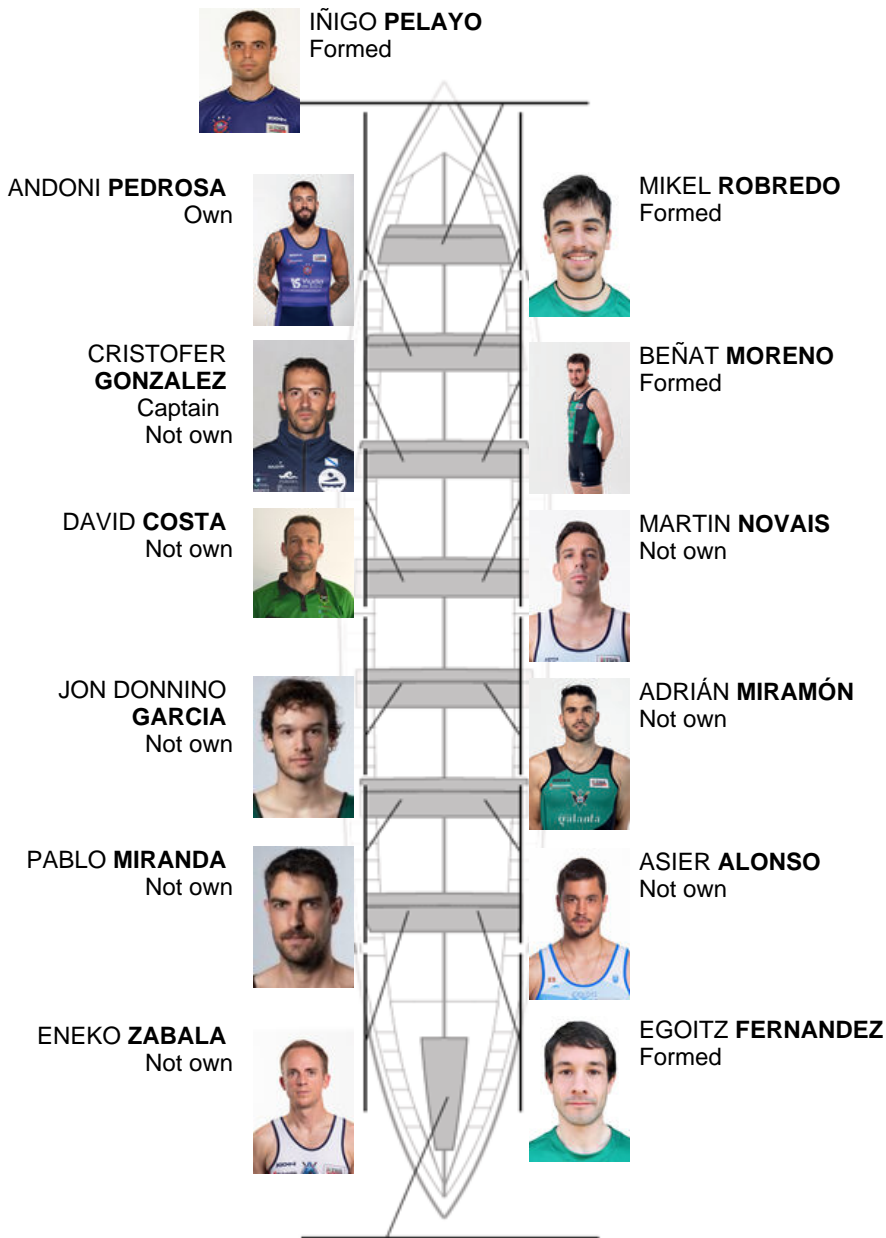 IÑIGO PELAYO
Formed
ANDONI PEDROSA
Own
MIKEL ROBREDO
Formed
CRISTOFER
GONZALEZ
Captain
Not own
BEÑAT MORENO
Formed
DAVID COSTA
Not own
MARTIN NOVAIS
Not own
JON DONNINO
GARCIA
Not own
ADRIÁN MIRAMÓN
Not own
PABLO MIRANDA
Not own
ASIER ALONSO
Not own
ENEKO ZABALA
Not own
EGOITZ FERNANDEZ
Formed